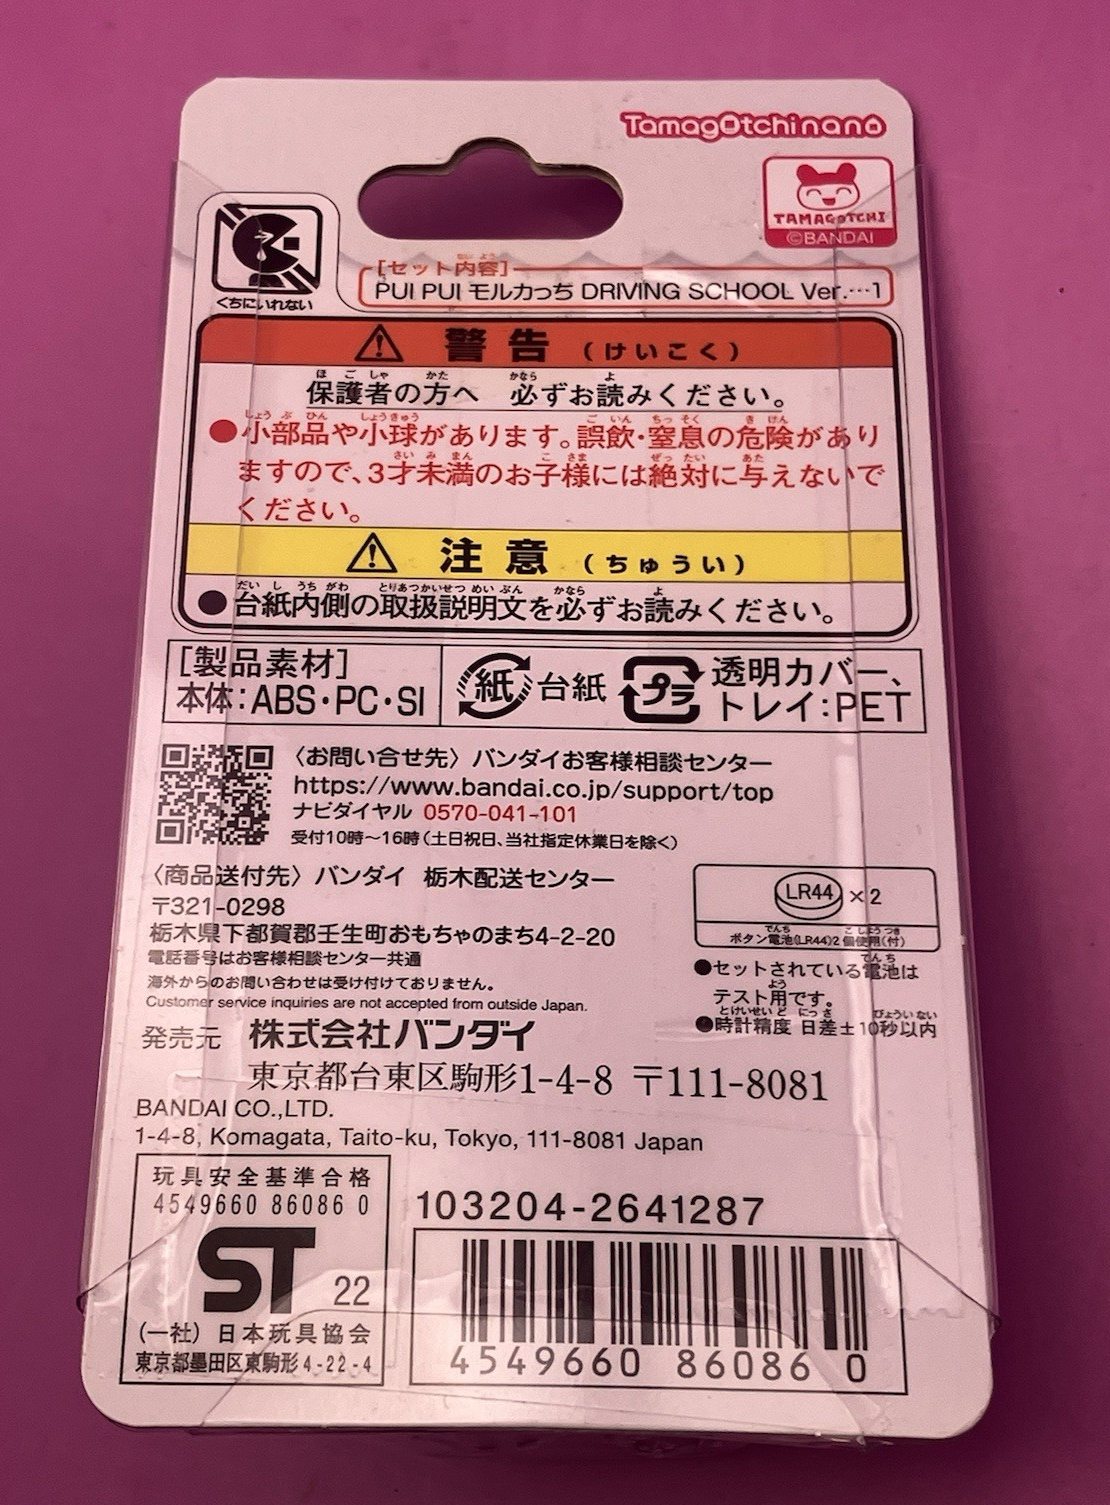 Tamagotchi nano
TAMAGOTCHI
©BANDAI
くちにいれない
[セット内容]
PUI PUI モルカっち DRIVING SCHOOL Ver.…1
警告(けいこく)
保護者の方へ 必ずお読みください。
●小部品や小球があります。誤飲・窒息の危険があり
ますので、3才未満のお子様には絶対に与えないで
ください。
注意(ちゅうい)
●台紙内側の取扱説明文を必ずお読みください。
[製品素材]
本体:ABS・PC・SI
紙 台紙
プラ 透明カバー、
トレイ:PET
〈お問い合せ先〉バンダイお客様相談センター
https://www.bandai.co.jp/support/top
ナビダイヤル 0570-041-101
受付10時〜16時(土日祝日、当社指定休業日を除く)
〈商品送付先〉バンダイ 栃木配送センター
〒321-0298
栃木県下都賀郡壬生町おもちゃのまち4-2-20
電話番号はお客様相談センター共通
海外からのお問い合わせは受け付けておりません。
Customer service inquiries are not accepted from outside Japan.
LR44 ×2
ボタン電池(LR44)2個使用(付)
●セットされている電池は
テスト用です。
●時計精度 日差±10秒以内
発売元 株式会社バンダイ
東京都台東区駒形1-4-8 〒111-8081
BANDAI CO.,LTD.
1-4-8, Komagata, Taito-ku, Tokyo, 111-8081 Japan
玩具安全基準合格
4549660 86086 0
ST 22
(一社)日本玩具協会
東京都墨田区東駒形4-22-4
103204-2641287
4549660 86086 0